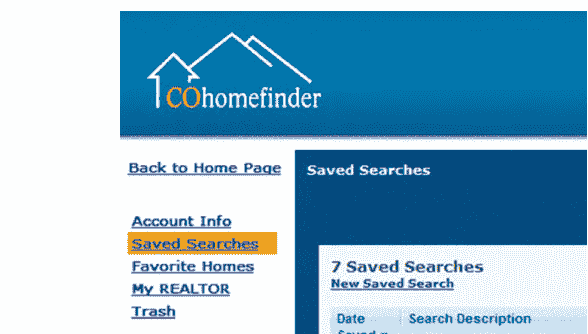 COhomefinder
Back to Home Page
Saved Searches
Account Info
Saved Searches
Favorite Homes
My REALTOR
Trash
7 Saved Searches
New Saved Search
Date Search Description
Saved